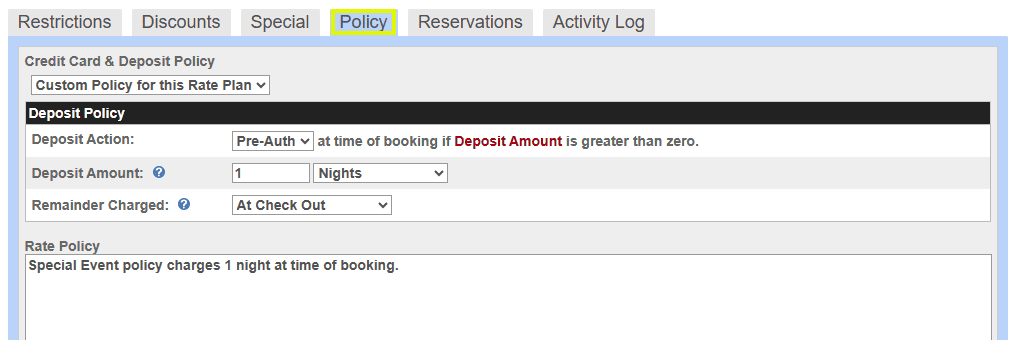 Restrictions Discounts Special Policy Reservations Activity Log
Credit Card & Deposit Policy
Custom Policy for this Rate Plan
Deposit Policy
Deposit Action: Pre-Auth at time of booking if Deposit Amount is greater than zero.
Deposit Amount: ? 1 Nights
Remainder Charged: ? At Check Out
Rate Policy
Special Event policy charges 1 night at time of booking.